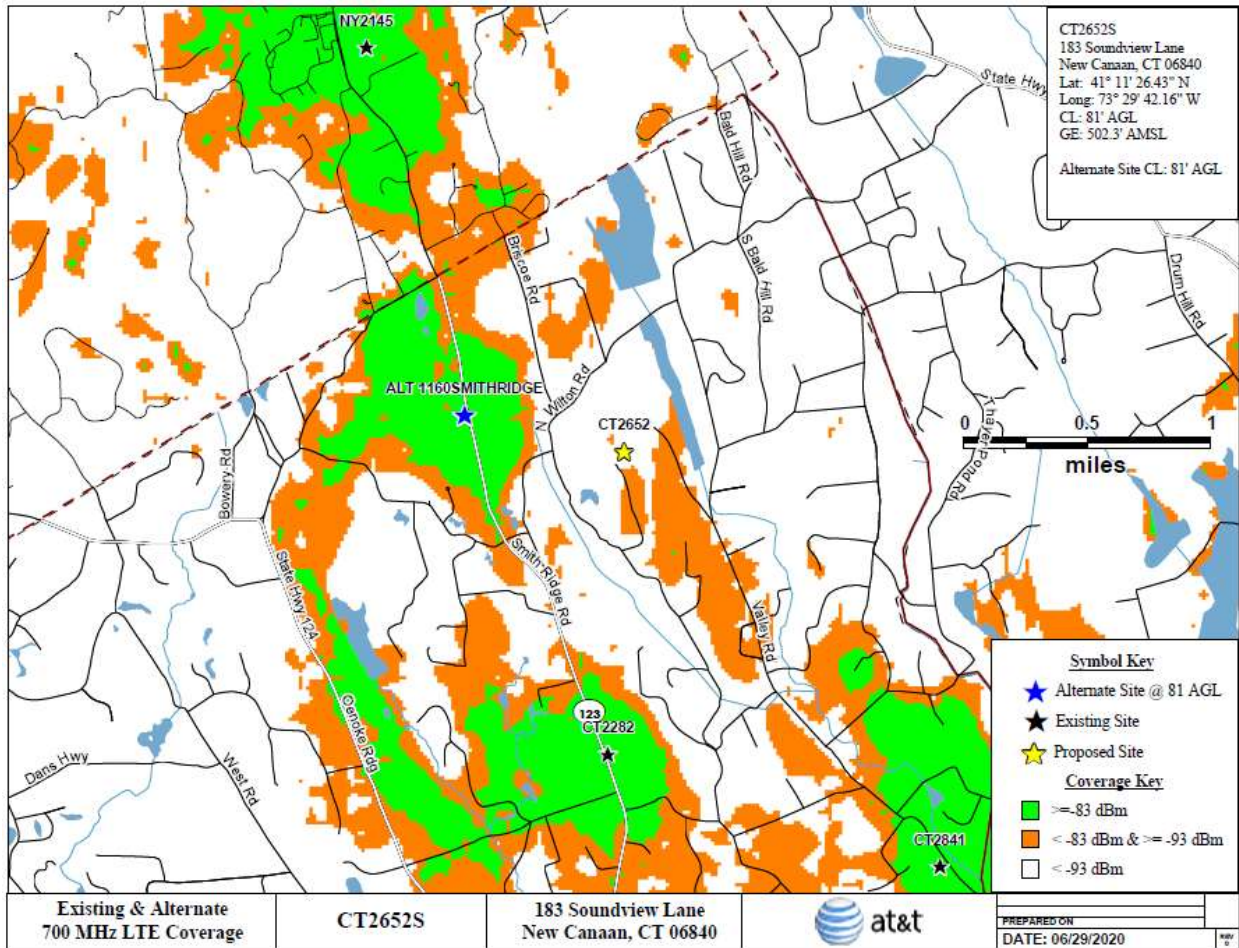 NY2145
CT2652S
183 Soundview Lane
New Canaan, CT 06840
Lat: 41° 11' 26.43" N
Long: 73° 29' 42.16" W
CL: 81' AGL
GE: 502.3' AMSL
Alternate Site CL: 81' AGL
State Hwy
Bald Hill Rd
Briscoe Rd
S Bald Hill Rd
Drum Hill Rd
ALT 1160SMITHRIDGE
N Wilton Rd
CT2652
0 0.5 1
miles
Thayer Pond Rd
Bowery Rd
State Hwy 124
Smith Ridge Rd
Valley Rd
Oenoke Rdg
123
CT2282
Dans Hwy
West Rd
CT2841
Symbol Key
Alternate Site @ 81 AGL
Existing Site
Proposed Site
Coverage Key
>=-83 dBm
< -83 dBm & >= -93 dBm
< -93 dBm
Existing & Alternate
700 MHz LTE Coverage
CT2652S
183 Soundview Lane
New Canaan, CT 06840
at&t
PREPARED ON
DATE: 06/29/2020